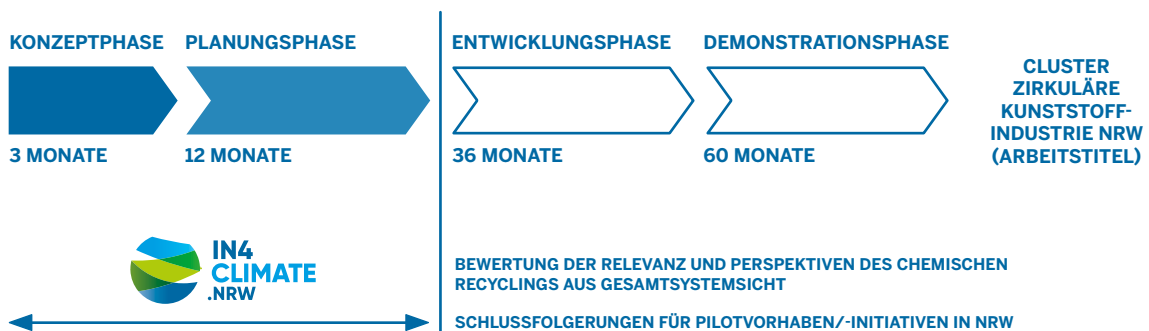 KONZEPTPHASE
PLANUNGSPHASE
ENTWICKLUNGSPHASE
DEMONSTRATIONSPHASE
3 MONATE
12 MONATE
36 MONATE
60 MONATE
CLUSTER
ZIRKULÄRE
KUNSTSTOFF-
INDUSTRIE NRW
(ARBEITSTITEL)
IN4
CLIMATE
.NRW
BEWERTUNG DER RELEVANZ UND PERSPEKTIVEN DES CHEMISCHEN
RECYCLINGS AUS GESAMTSYSTEMSICHT
SCHLUSSFOLGERUNGEN FÜR PILOTVORHABEN/-INITIATIVEN IN NRW